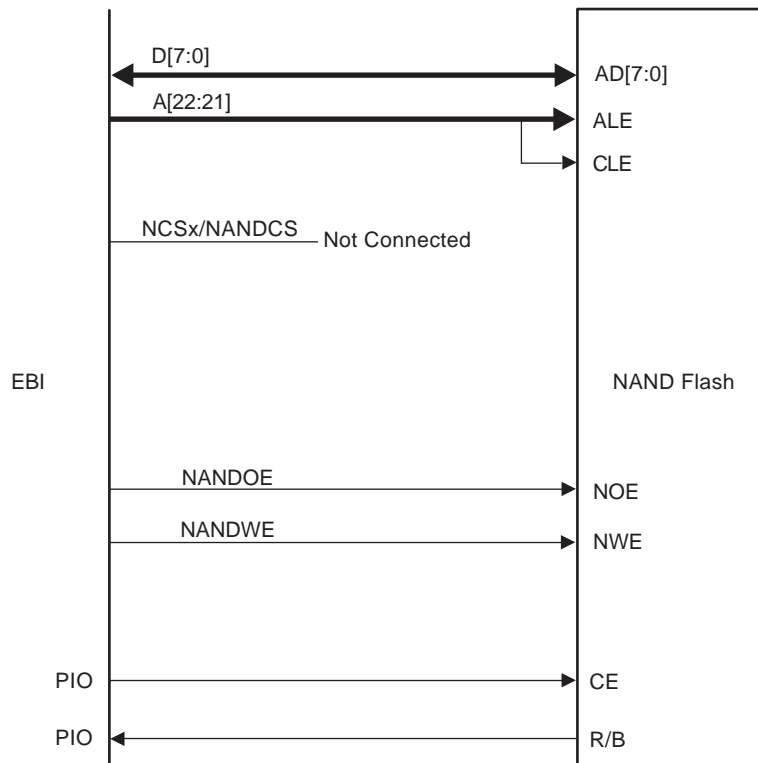 D[7:0]
AD[7:0]
A[22:21]
ALE
CLE
NCSx/NANDCS
Not Connected
EBI
NAND Flash
NANDOE
NOE
NANDWE
NWE
PIO
CE
PIO
R/B